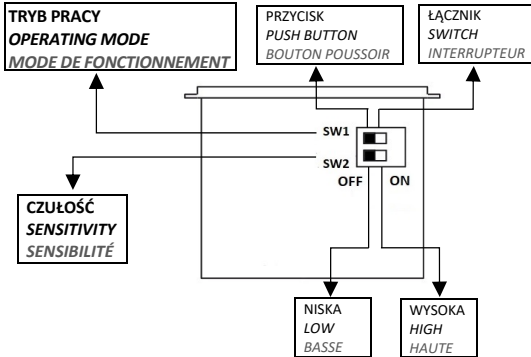 TRYB PRACY
OPERATING MODE
MODE DE FONCTIONNEMENT
PRZYCISK
PUSH BUTTON
BOUTON POUSSOIR
ŁĄCZNIK
SWITCH
INTERRUPTEUR
SW1
SW2
OFF ON
CZUŁOŚĆ
SENSITIVITY
SENSIBILITÉ
NISKA
LOW
BASSE
WYSOKA
HIGH
HAUTE